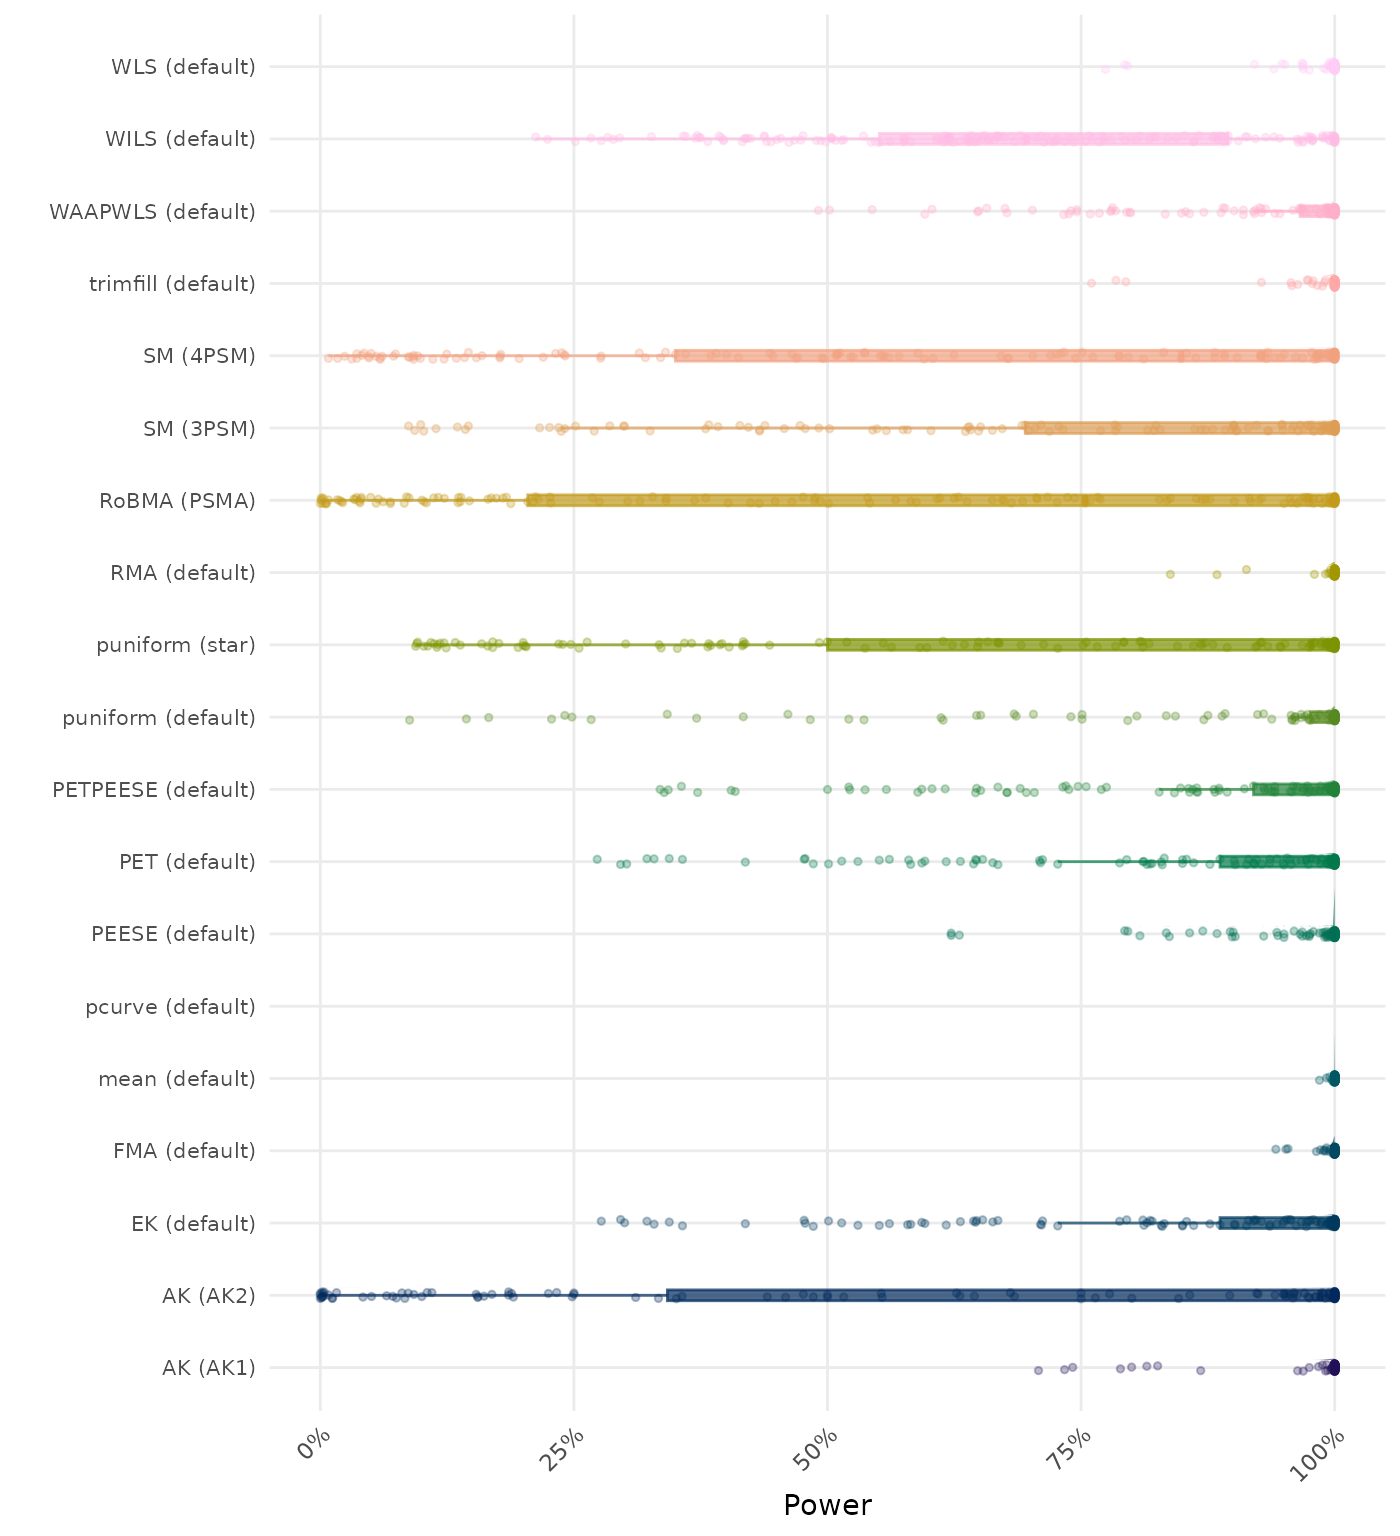 WLS (default)
WILS (default)
WAAPWLS (default)
trimfill (default)
SM (4PSM)
SM (3PSM)
RoBMA (PSMA)
RMA (default)
puniform (star)
puniform (default)
PETPEESE (default)
PET (default)
PEESE (default)
pcurve (default)
mean (default)
FMA (default)
EK (default)
AK (AK2)
AK (AK1)
0% 25% 50% 75% 100%
Power